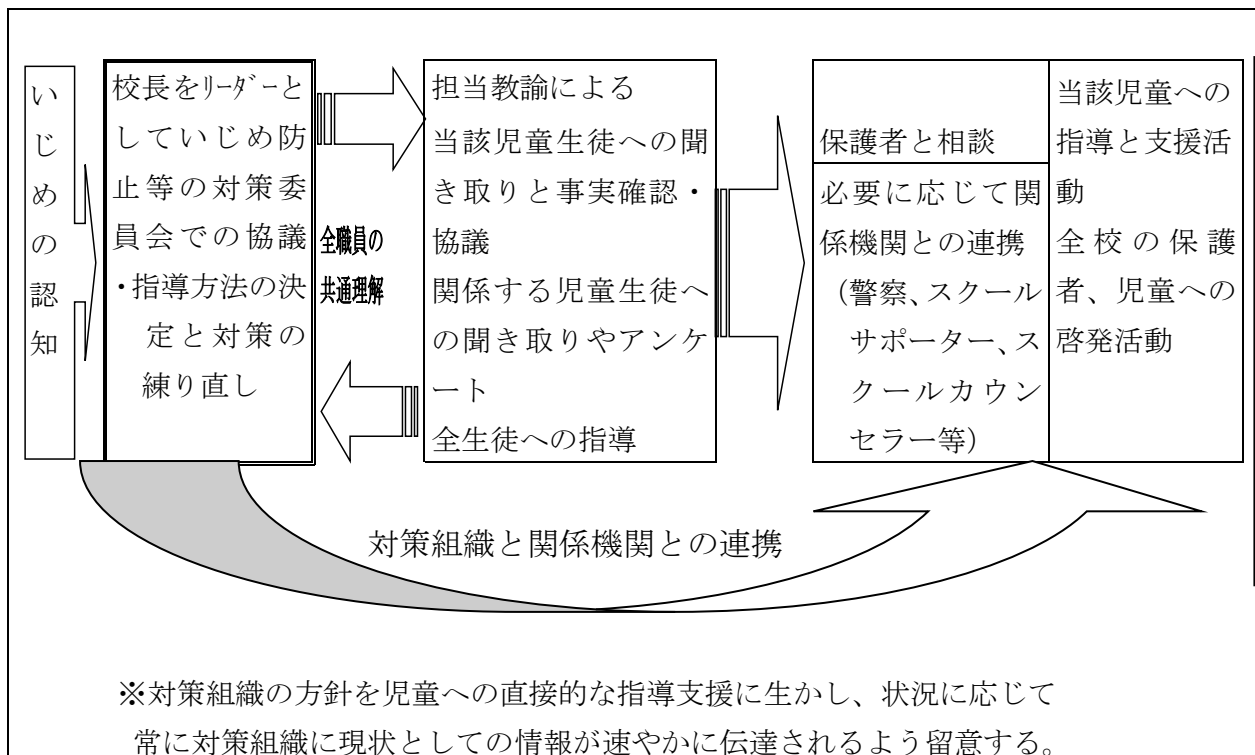 いじめの認知
校長をﾘｰﾀﾞｰと
していじめ防
止等の対策委
員会での協議
・指導方法の決
定と対策の
練り直し
全職員の
共通理解
担当教諭による
当該児童生徒への聞
き取りと事実確認・
協議
関係する児童生徒へ
の聞き取りやアンケ
ート
全生徒への指導
保護者と相談
必要に応じて関
係機関との連携
（警察、スクール
サポーター、ス
クールカウン
セラー等）
当該児童への
指導と支援活
動
全校の保護
者、児童への
啓発活動
対策組織と関係機関との連携
※対策組織の方針を児童への直接的な指導支援に生かし、状況に応じて
常に対策組織に現状としての情報が速やかに伝達されるよう留意する。